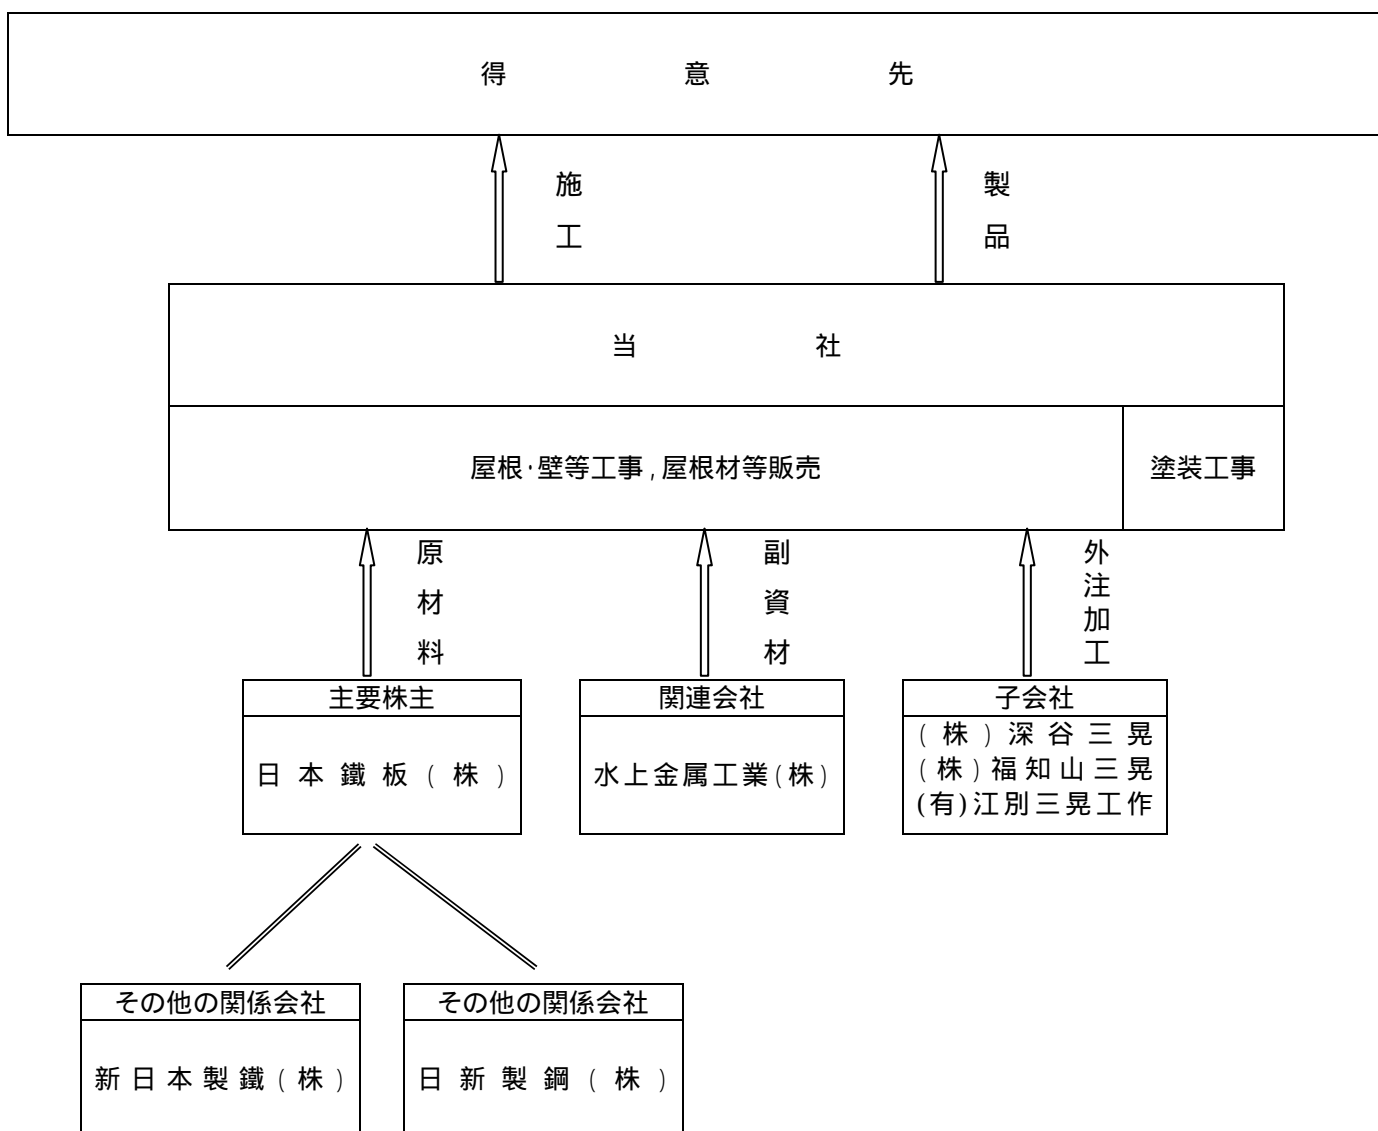 得意先
施工
製品
当社
屋根・壁等工事,屋根材等販売
塗装工事
原材料
副資材
外注加工
主要株主
日本鐵板(株)
関連会社
水上金属工業(株)
子会社
(株)深谷三晃
(株)福知山三晃
(有)江別三晃工作
その他の関係会社
新日本製鐵(株)
その他の関係会社
日新製鋼(株)